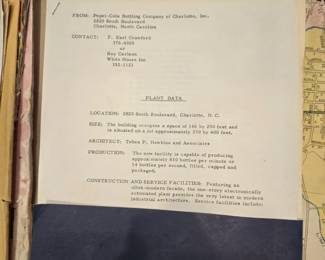 FROM: Pepsi-Cola Bottling Company of Charlotte, Inc.
2820 South Boulevard
Charlotte, North Carolina
CONTACT: F. Earl Crawford
376-0505
or
Roy Carlson
White House Inn
332-1121
PLANT DATA
LOCATION: 2820 South Boulevard, Charlotte, N. C.
SIZE: The building occupies a space of 140 by 250 feet and
is situated on a lot approximately 270 by 400 feet.
ARCHITECT: Tebee P. Hawkins and Associates
PRODUCTION: The new facility is capable of producing
approximately 850 bottles per minute or
14 bottles per second, filled, capped and
packaged.
CONSTRUCTION AND SERVICE FACILITIES: Featuring an
ultra-modern facade, the one-story electronically
automated plant provides the very latest in modern
industrial architecture. Service facilities include: